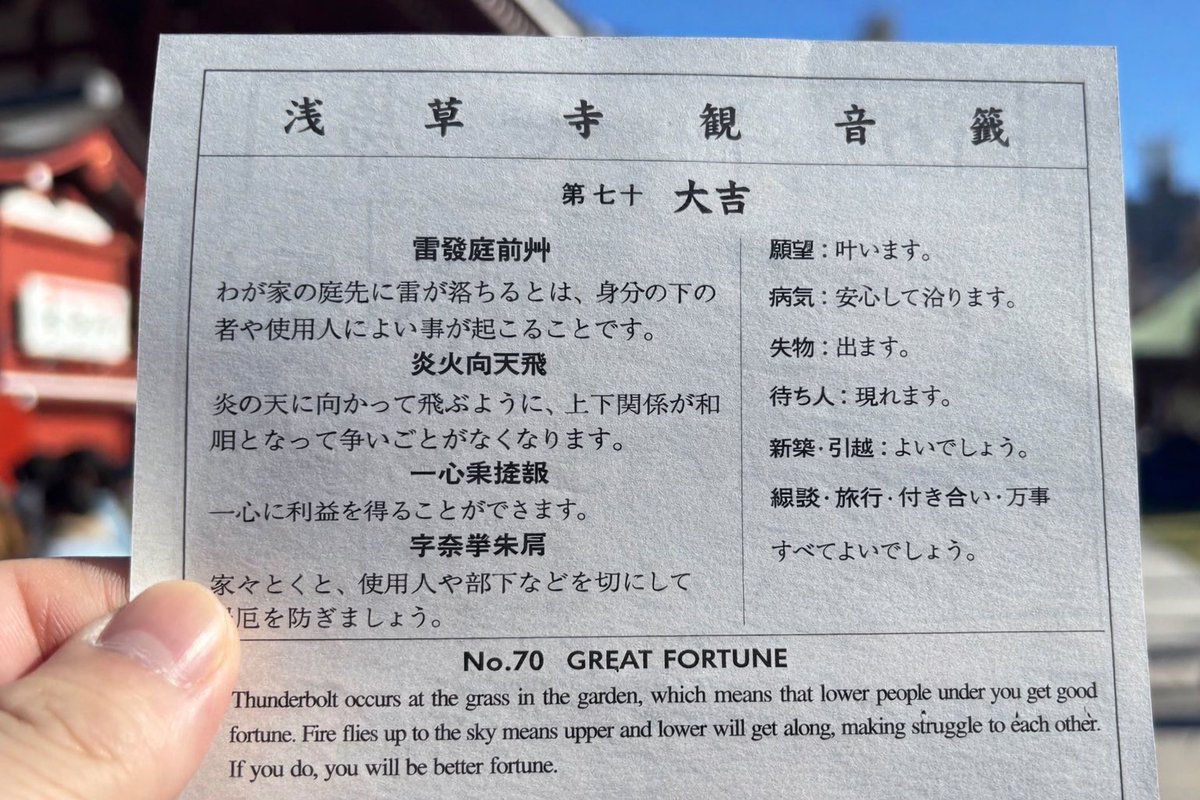 浅草寺観音籤
第七十 大吉
雷發庭前艸
わが家の庭先に雷が落ちるとは、身分の下の
者や使用人によい事が起こることです。
炎火向天飛
炎の天に向かって飛ぶように、上下関係が和
咱となって争いごとがなくなります。
一心乗
一心に利益を得ることができます。
家々とくと、使用人や部下などを切にして
厄を防ぎましょう。
願望：叶います。
病気：安心して治ります。
失物：出ます。
待ち人：現れます。
新築・引越：よいでしょう。
談・旅行・付き合い・万事
すべてよいでしょう。
No.70 GREAT FORTUNE
Thunderbolt occurs at the grass in the garden, which means that lower people under you get good
fortune. Fire flies up to the sky means upper and lower will get along, making struggle to each other.
If you do, you will be better fortune.